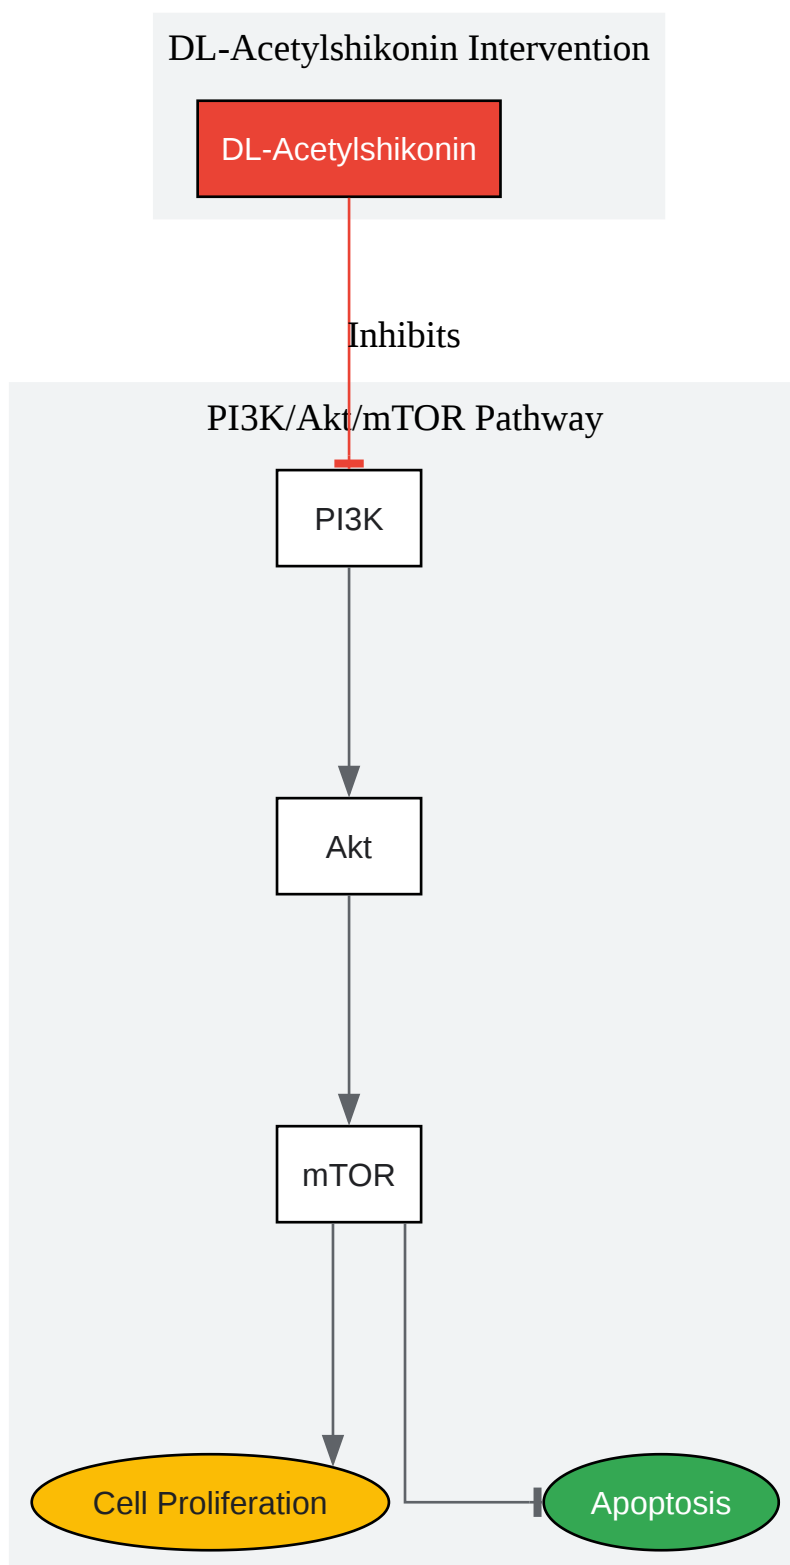 DL-Acetylshikonin Intervention
DL-Acetylshikonin
Inhibits
PI3K/Akt/mTOR Pathway
PI3K
Akt
mTOR
Cell Proliferation
Apoptosis